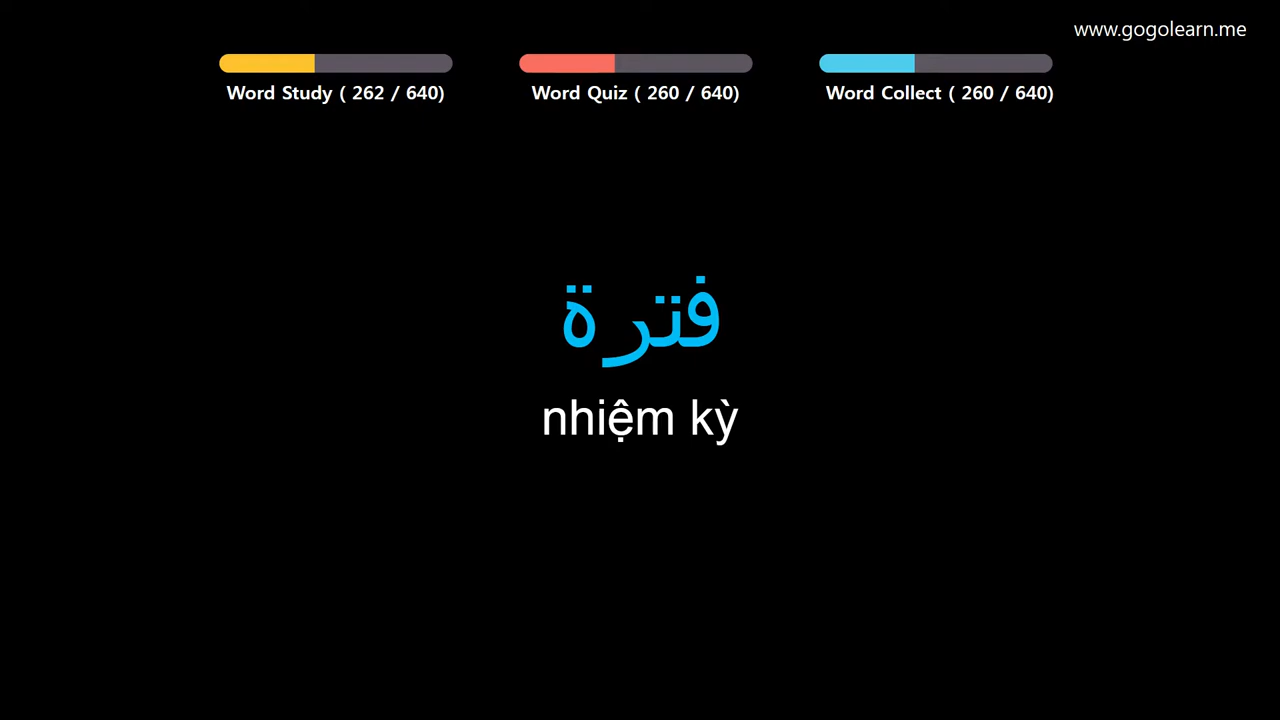 www.gogolearn.me
Word Study ( 262 / 640)
Word Quiz ( 260 / 640)
Word Collect ( 260 / 640)
فترة
nhiệm kỳ